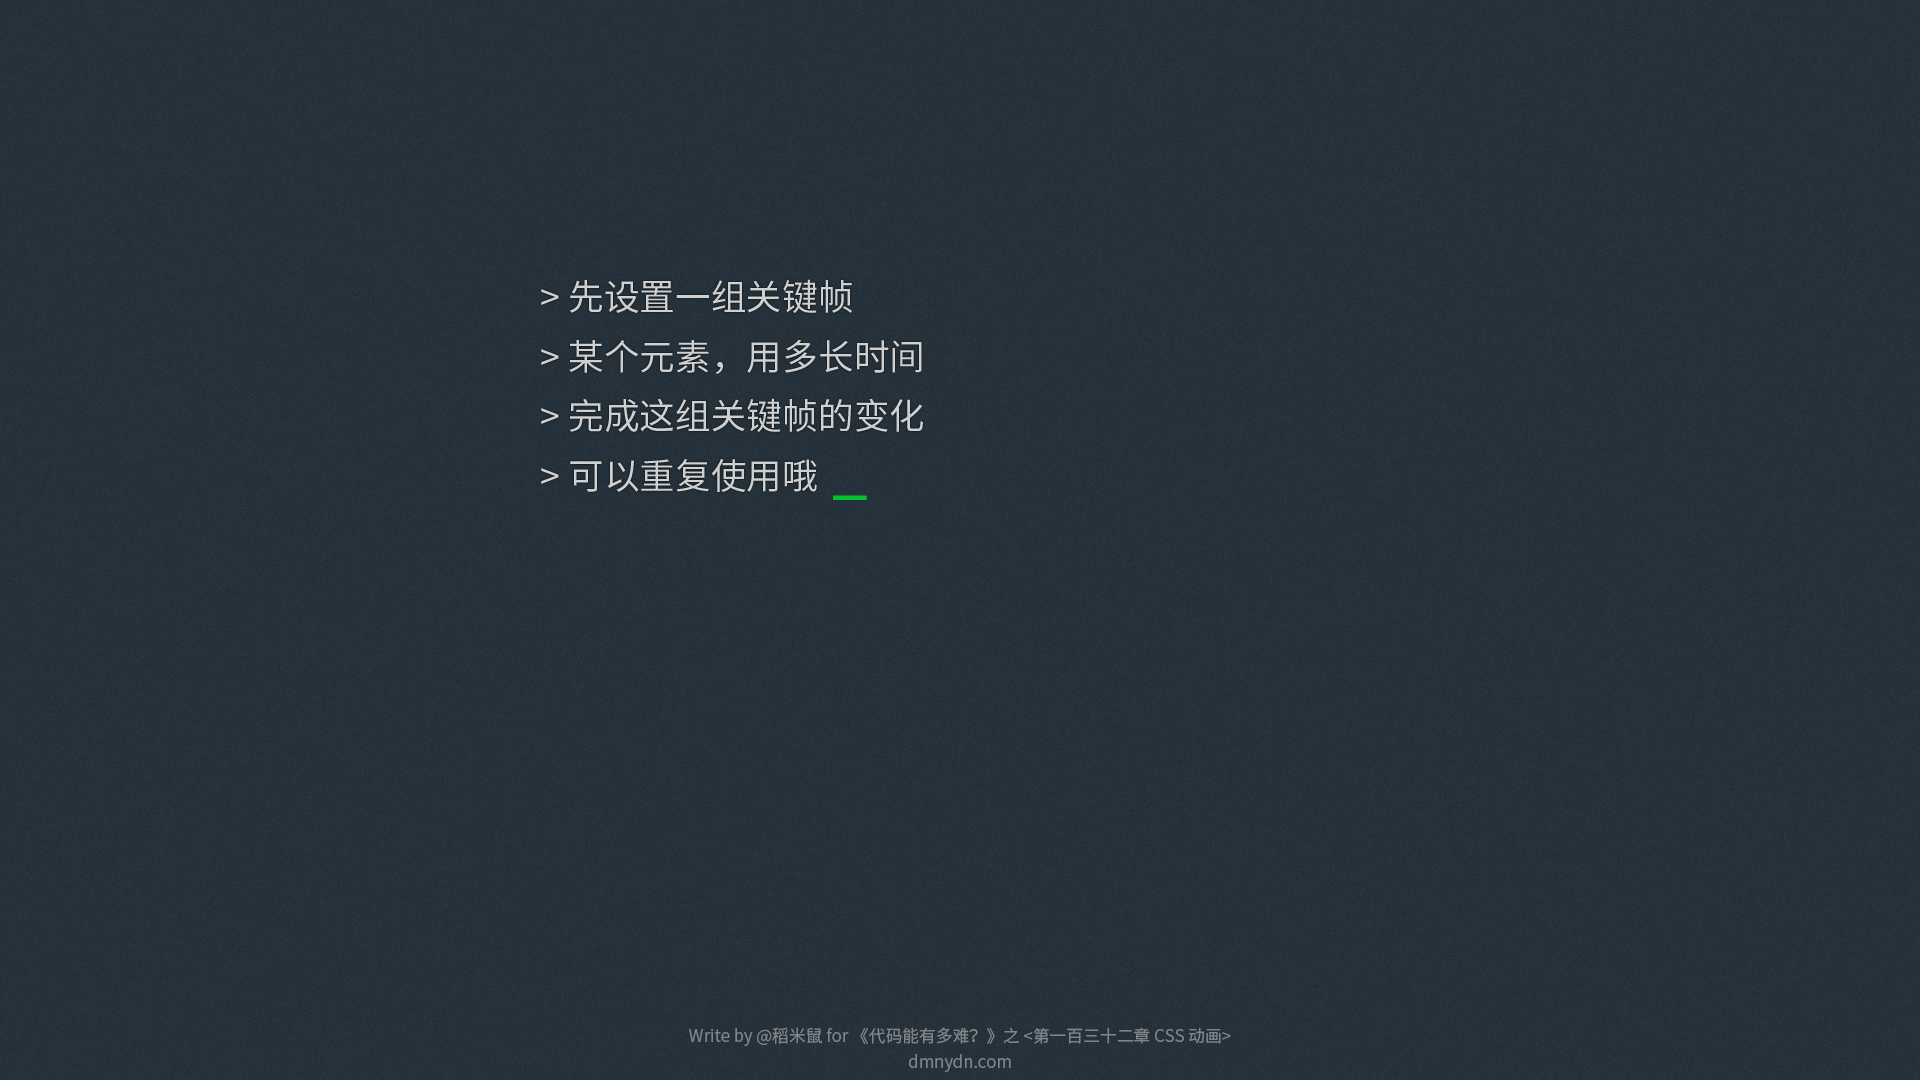 > 先设置一组关键帧
> 某个元素，用多长时间
> 完成这组关键帧的变化
> 可以重复使用哦 _
Write by @稻米鼠 for 《代码能有多难？》之 <第一百三十二章 CSS 动画>
dmnydn.com